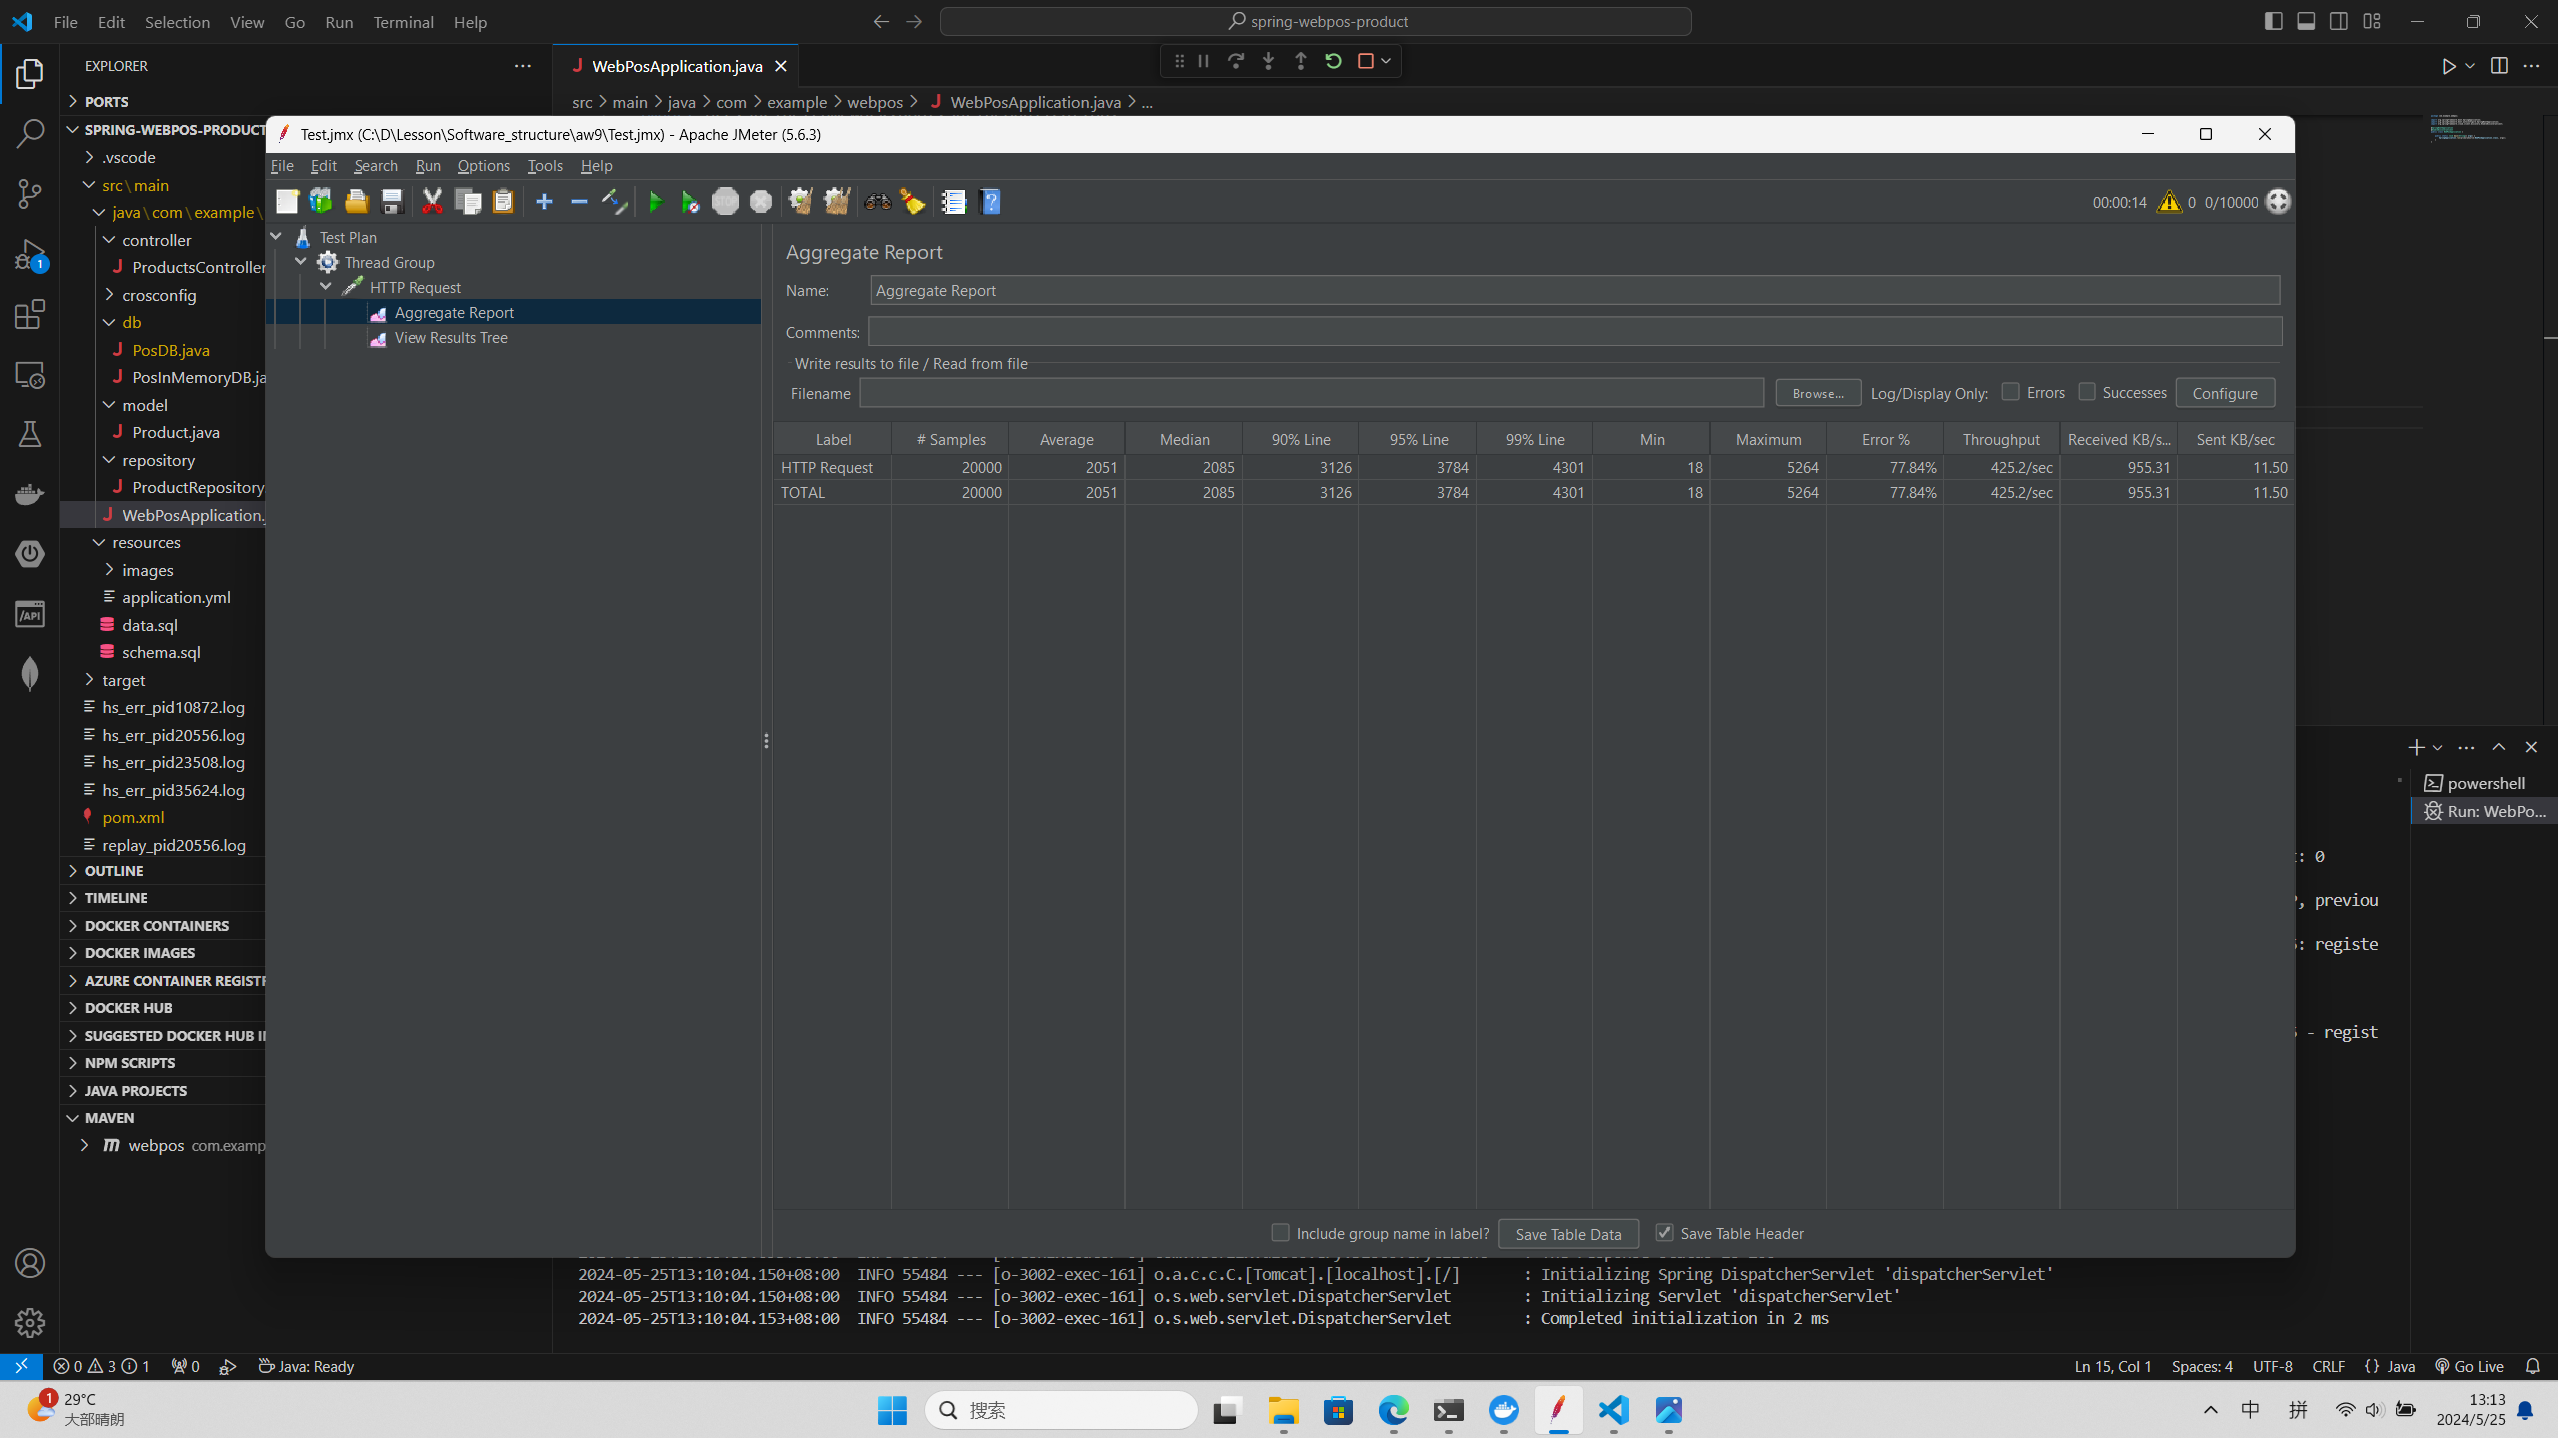 File Edit Selection View Go Run Terminal Help
spring-webpos-product
EXPLORER
WebPosApplication.java
PORTS
src > main > java > com > example > webpos > WebPosApplication.java > ...
SPRING-WEBPOS-PRODUCT
.vscode
src\main
java\com\example\
controller
ProductsController
crosconfig
db
PosDB.java
PosInMemoryDB.ja
model
Product.java
repository
ProductRepository
WebPosApplication.
resources
images
application.yml
data.sql
schema.sql
target
hs_err_pid10872.log
hs_err_pid20556.log
hs_err_pid23508.log
hs_err_pid35624.log
pom.xml
replay_pid20556.log
OUTLINE
TIMELINE
DOCKER CONTAINERS
DOCKER IMAGES
AZURE CONTAINER REGISTR
DOCKER HUB
SUGGESTED DOCKER HUB I
NPM SCRIPTS
JAVA PROJECTS
MAVEN
webpos com.examp
Test.jmx (C:\D\Lesson\Software_structure\aw9\Test.jmx) - Apache JMeter (5.6.3)
File Edit Search Run Options Tools Help
00:00:14 0 0/10000
Test Plan
Thread Group
HTTP Request
Aggregate Report
View Results Tree
Aggregate Report
Name: Aggregate Report
Comments:
Write results to file / Read from file
Filename Browse... Log/Display Only: Errors Successes Configure
Label # Samples Average Median 90% Line 95% Line 99% Line Min Maximum Error % Throughput Received KB/s... Sent KB/sec
HTTP Request 20000 2051 2085 3126 3784 4301 18 5264 77.84% 425.2/sec 955.31 11.50
TOTAL 20000 2051 2085 3126 3784 4301 18 5264 77.84% 425.2/sec 955.31 11.50
Include group name in label? Save Table Data Save Table Header
powershell
Run: WebPo...
: 0
, previou
: registe
- regist
2024-05-25T13:10:04.150+08:00 INFO 55484 --- [o-3002-exec-161] o.a.c.c.C.[Tomcat].[localhost].[/] : Initializing Spring DispatcherServlet 'dispatcherServlet'
2024-05-25T13:10:04.150+08:00 INFO 55484 --- [o-3002-exec-161] o.s.web.servlet.DispatcherServlet : Initializing Servlet 'dispatcherServlet'
2024-05-25T13:10:04.153+08:00 INFO 55484 --- [o-3002-exec-161] o.s.web.servlet.DispatcherServlet : Completed initialization in 2 ms
0 3 1 0 Java: Ready
Ln 15, Col 1 Spaces: 4 UTF-8 CRLF {} Java Go Live
1 29°C
大部晴朗
搜索
中 拼
13:13
2024/5/25